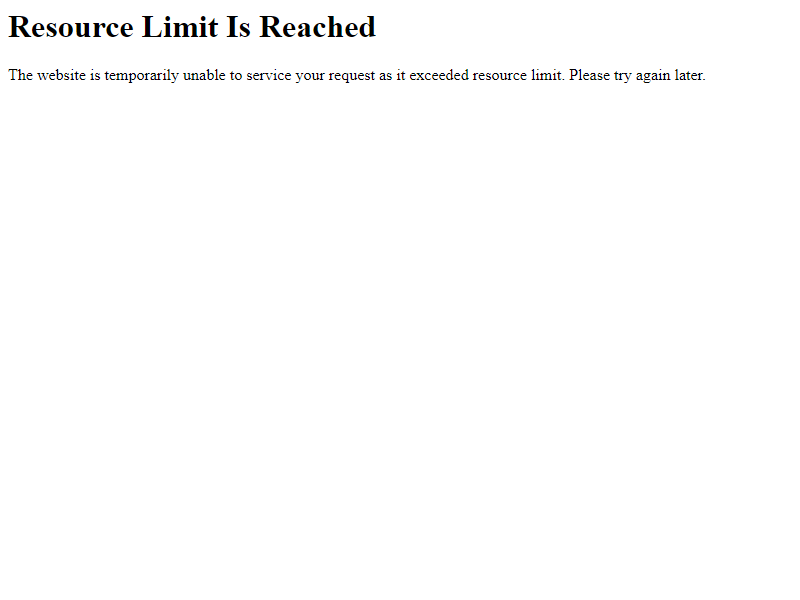 Resource Limit Is Reached
The website is temporarily unable to service your request as it exceeded resource limit. Please try again later.